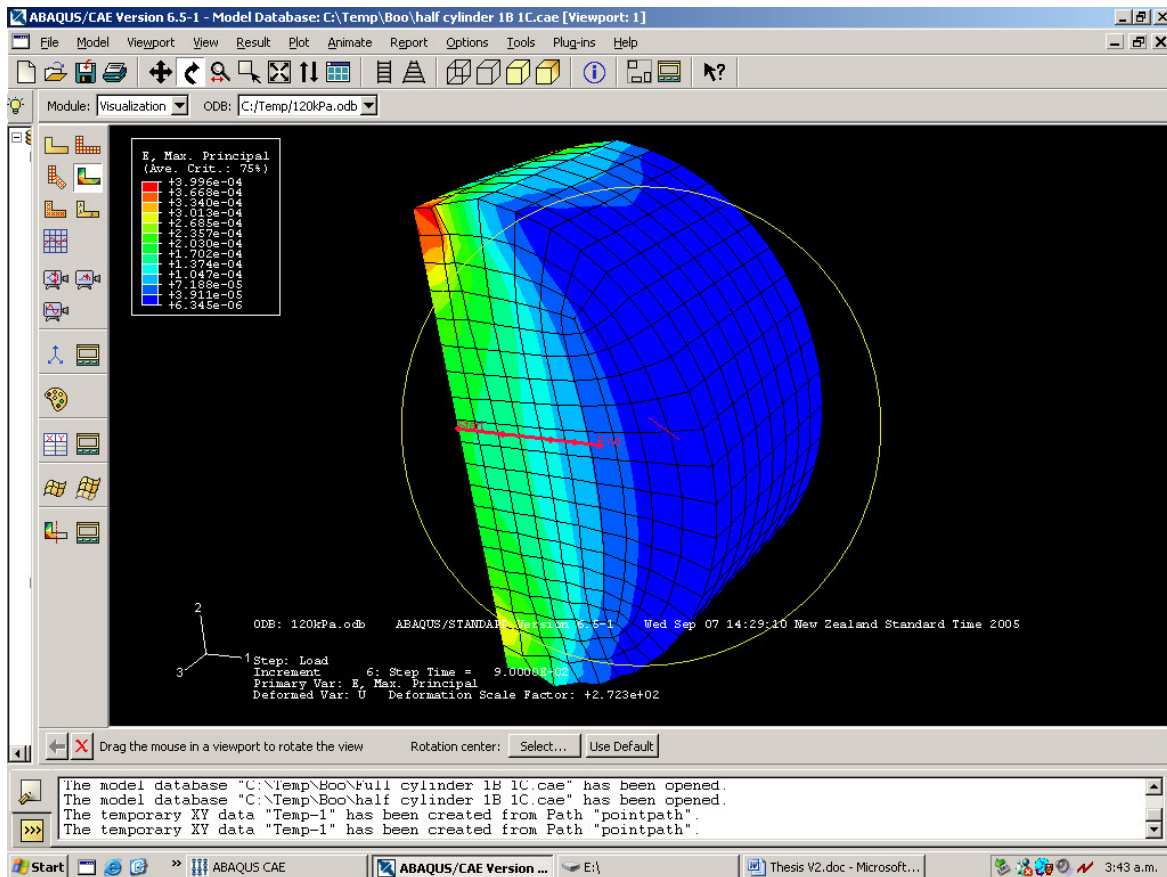 ABAQUS/CAE Version 6.5-1 - Model Database: C:\Temp\Boo\half cylinder 1B 1C.cae [Viewport: 1]
File Model Viewport View Result Plot Animate Report Options Tools Plug-ins Help
Module: Visualization ODB: C:/Temp/120kPa.odb
E, Max. Principal
(Ave. Crit.: 75%)
+3.996e-04
+3.668e-04
+3.340e-04
+3.013e-04
+2.685e-04
+2.357e-04
+2.030e-04
+1.702e-04
+1.374e-04
+1.047e-04
+7.188e-05
+3.911e-05
+6.345e-06
2
3
1
ODB: 120kPa.odb ABAQUS/STANDARD Version 6.5-1 Wed Sep 07 14:29:10 New Zealand Standard Time 2005
Step: Load
Increment 6: Step Time = 9.0000E-02
Primary Var: E, Max. Principal
Deformed Var: U Deformation Scale Factor: +2.723e+02
X Y
Drag the mouse in a viewport to rotate the view Rotation center: Select... Use Default
The model database "C:\Temp\Boo\Full cylinder 1B 1C.cae" has been opened.
The model database "C:\Temp\Boo\half cylinder 1B 1C.cae" has been opened.
The temporary XY data "Temp-1" has been created from Path "pointpath".
The temporary XY data "Temp-1" has been created from Path "pointpath".
>>>
Start » ABAQUS CAE ABAQUS/CAE Version ... E:\ Thesis V2.doc - Microsoft... 3:43 a.m.